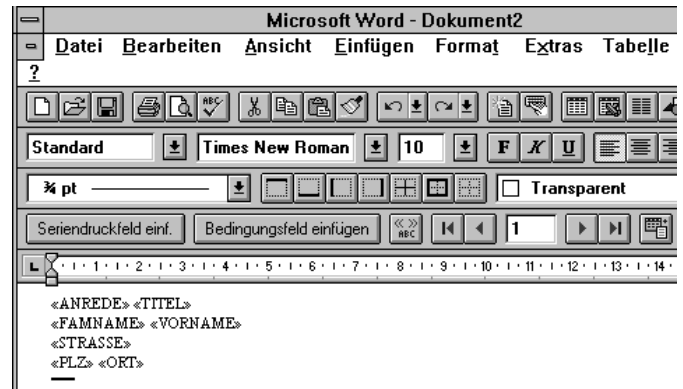 Microsoft Word - Dokument2
Datei Bearbeiten Ansicht Einfügen Format Extras Tabelle
?
ABC
Standard Times New Roman 10 F K U
¾ pt Transparent
Seriendruckfeld einf. Bedingungsfeld einfügen «» ABC 1
L 1 2 3 4 5 6 7 8 9 10 11 12 13 14
«ANREDE» «TITEL»
«FAMNAME» «VORNAME»
«STRASSE»
«PLZ» «ORT»